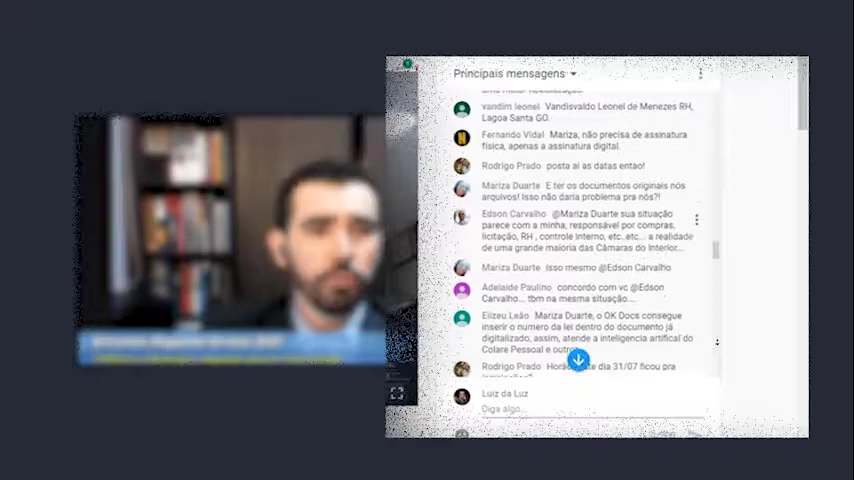 Principais mensagens
vandim leonel Vandisvaldo Leonel de Menezes RH,
Lagoa Santa GO.
Fernando Vidal Mariza, não precisa de assinatura
física, apenas a assinatura digital.
Rodrigo Prado posta ai as datas entao!
Mariza Duarte E ter os documentos originais nós
arquivos! Isso não daria problema pra nós?!
Edson Carvalho @Mariza Duarte sua situação
parece com a minha, responsável por compras,
licitação, RH , controle interno, etc..etc... a realidade
de uma grande maioria das Câmaras do Interior...
Mariza Duarte Isso mesmo @Edson Carvalho
Adelaide Paulino concordo com vc @Edson
Carvalho... tbm na mesma situação....
Elizeu Leão Mariza Duarte, o OK Docs consegue
inserir o numero da lei dentro do documento já
digitalizado, assim, atende a inteligencia artifical do
Colare Pessoal e outro
Rodrigo Prado dia 31/07 ficou pra
Luiz da Luz
Diga algo...